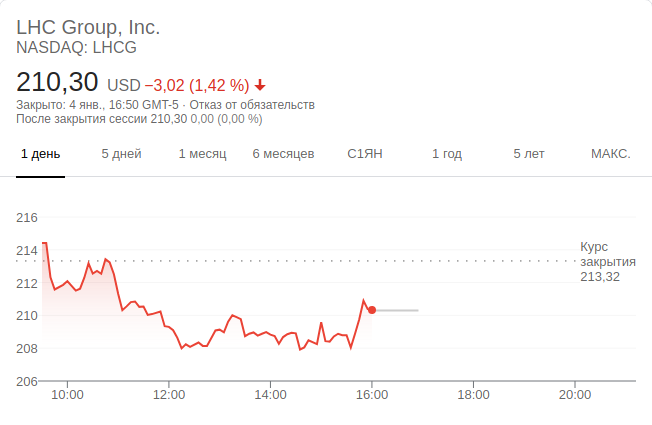 LHC Group, Inc.
NASDAQ: LHCG
210,30 USD −3,02 (1,42 %)
Закрыто: 4 янв., 16:50 GMT-5 · Отказ от обязательств
После закрытия сессии 210,30 0,00 (0,00 %)
1 день 5 дней 1 месяц 6 месяцев С1ЯН 1 год 5 лет МАКС.
216
214
212
210
208
206
Курс
закрытия
213,32
10:00 12:00 14:00 16:00 18:00 20:00